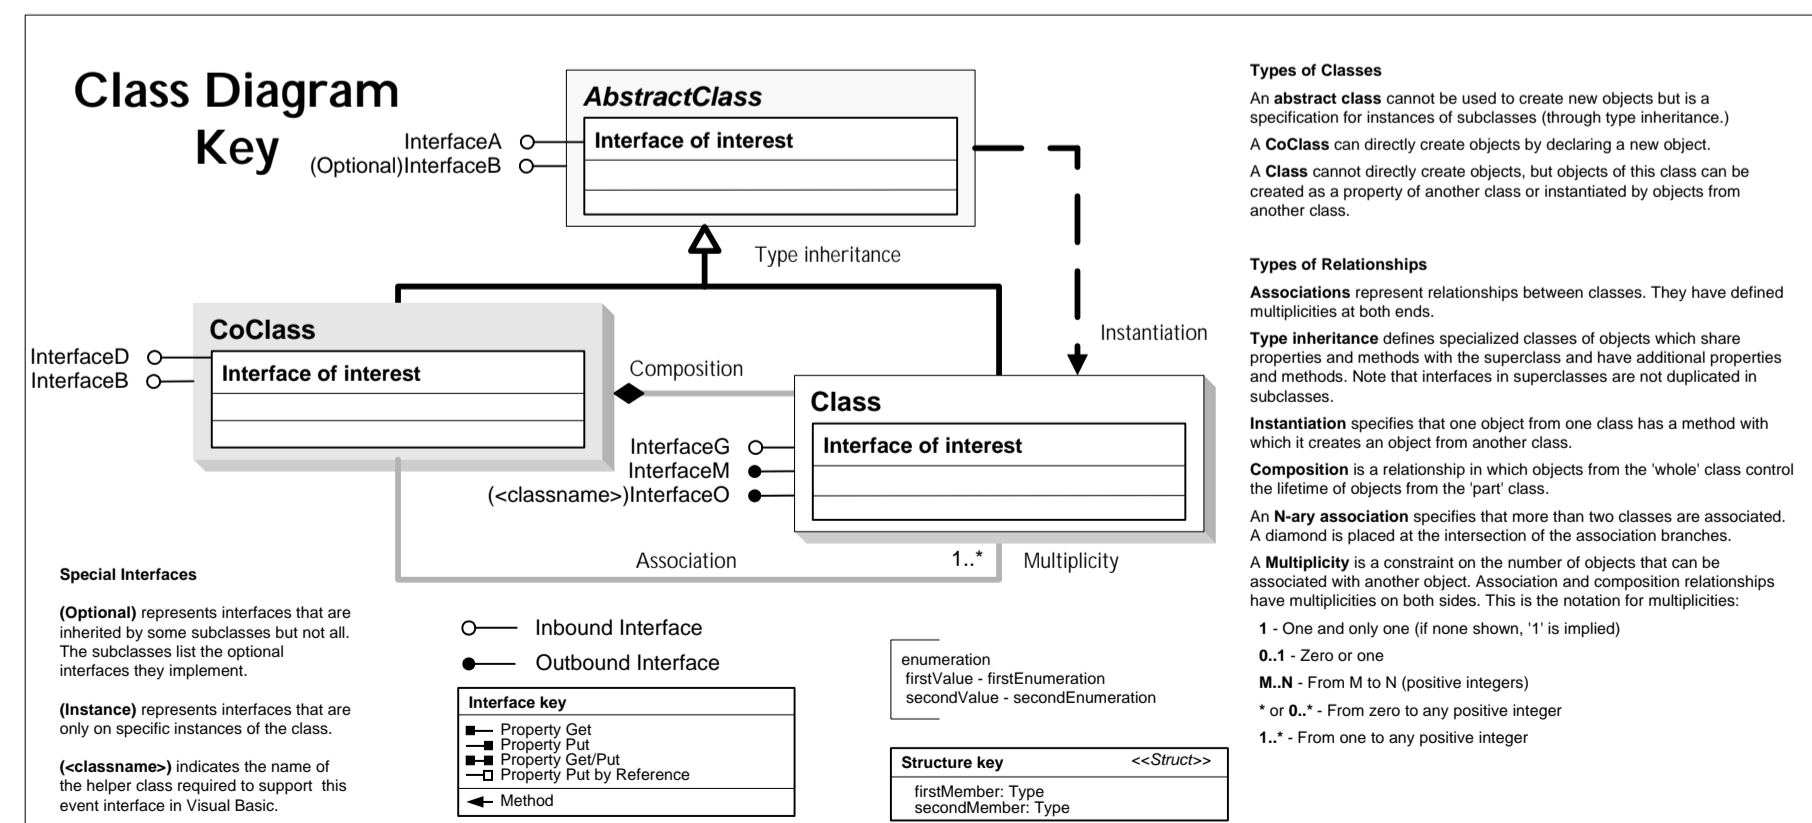 Class Diagram
Key
AbstractClass
Interface of interest
InterfaceA
(Optional)InterfaceB
Type inheritance
CoClass
Interface of interest
InterfaceD
InterfaceB
Composition
Instantiation
Class
Interface of interest
InterfaceG
InterfaceM
(<classname>)InterfaceO
Association
1..*
Multiplicity
Special Interfaces
(Optional) represents interfaces that are
inherited by some subclasses but not all.
The subclasses list the optional
interfaces they implement.
(Instance) represents interfaces that are
only on specific instances of the class.
(<classname>) indicates the name of
the helper class required to support this
event interface in Visual Basic.
Inbound Interface
Outbound Interface
Interface key
Property Get
Property Put
Property Get/Put
Property Put by Reference
Method
enumeration
firstValue - firstEnumeration
secondValue - secondEnumeration
Structure key <<Struct>>
firstMember: Type
secondMember: Type
Types of Classes
An abstract class cannot be used to create new objects but is a
specification for instances of subclasses (through type inheritance.)
A CoClass can directly create objects by declaring a new object.
A Class cannot directly create objects, but objects of this class can be
created as a property of another class or instantiated by objects from
another class.
Types of Relationships
Associations represent relationships between classes. They have defined
multiplicities at both ends.
Type inheritance defines specialized classes of objects which share
properties and methods with the superclass and have additional properties
and methods. Note that interfaces in superclasses are not duplicated in
subclasses.
Instantiation specifies that one object from one class has a method with
which it creates an object from another class.
Composition is a relationship in which objects from the 'whole' class control
the lifetime of objects from the 'part' class.
An N-ary association specifies that more than two classes are associated.
A diamond is placed at the intersection of the association branches.
A Multiplicity is a constraint on the number of objects that can be
associated with another object. Association and composition relationships
have multiplicities on both sides. This is the notation for multiplicities:
1 - One and only one (if none shown, '1' is implied)
0..1 - Zero or one
M..N - From M to N (positive integers)
* or 0..* - From zero to any positive integer
1..* - From one to any positive integer